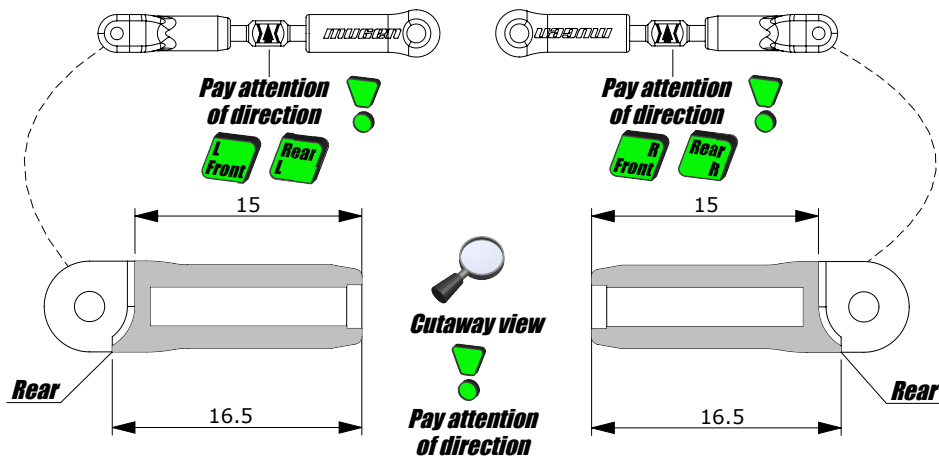 mugen
mugen
Pay attention
of direction
Pay attention
of direction
L
Front
Rear
L
R
Front
Rear
R
15
15
Cutaway view
Rear
Rear
16.5
16.5
Pay attention
of direction